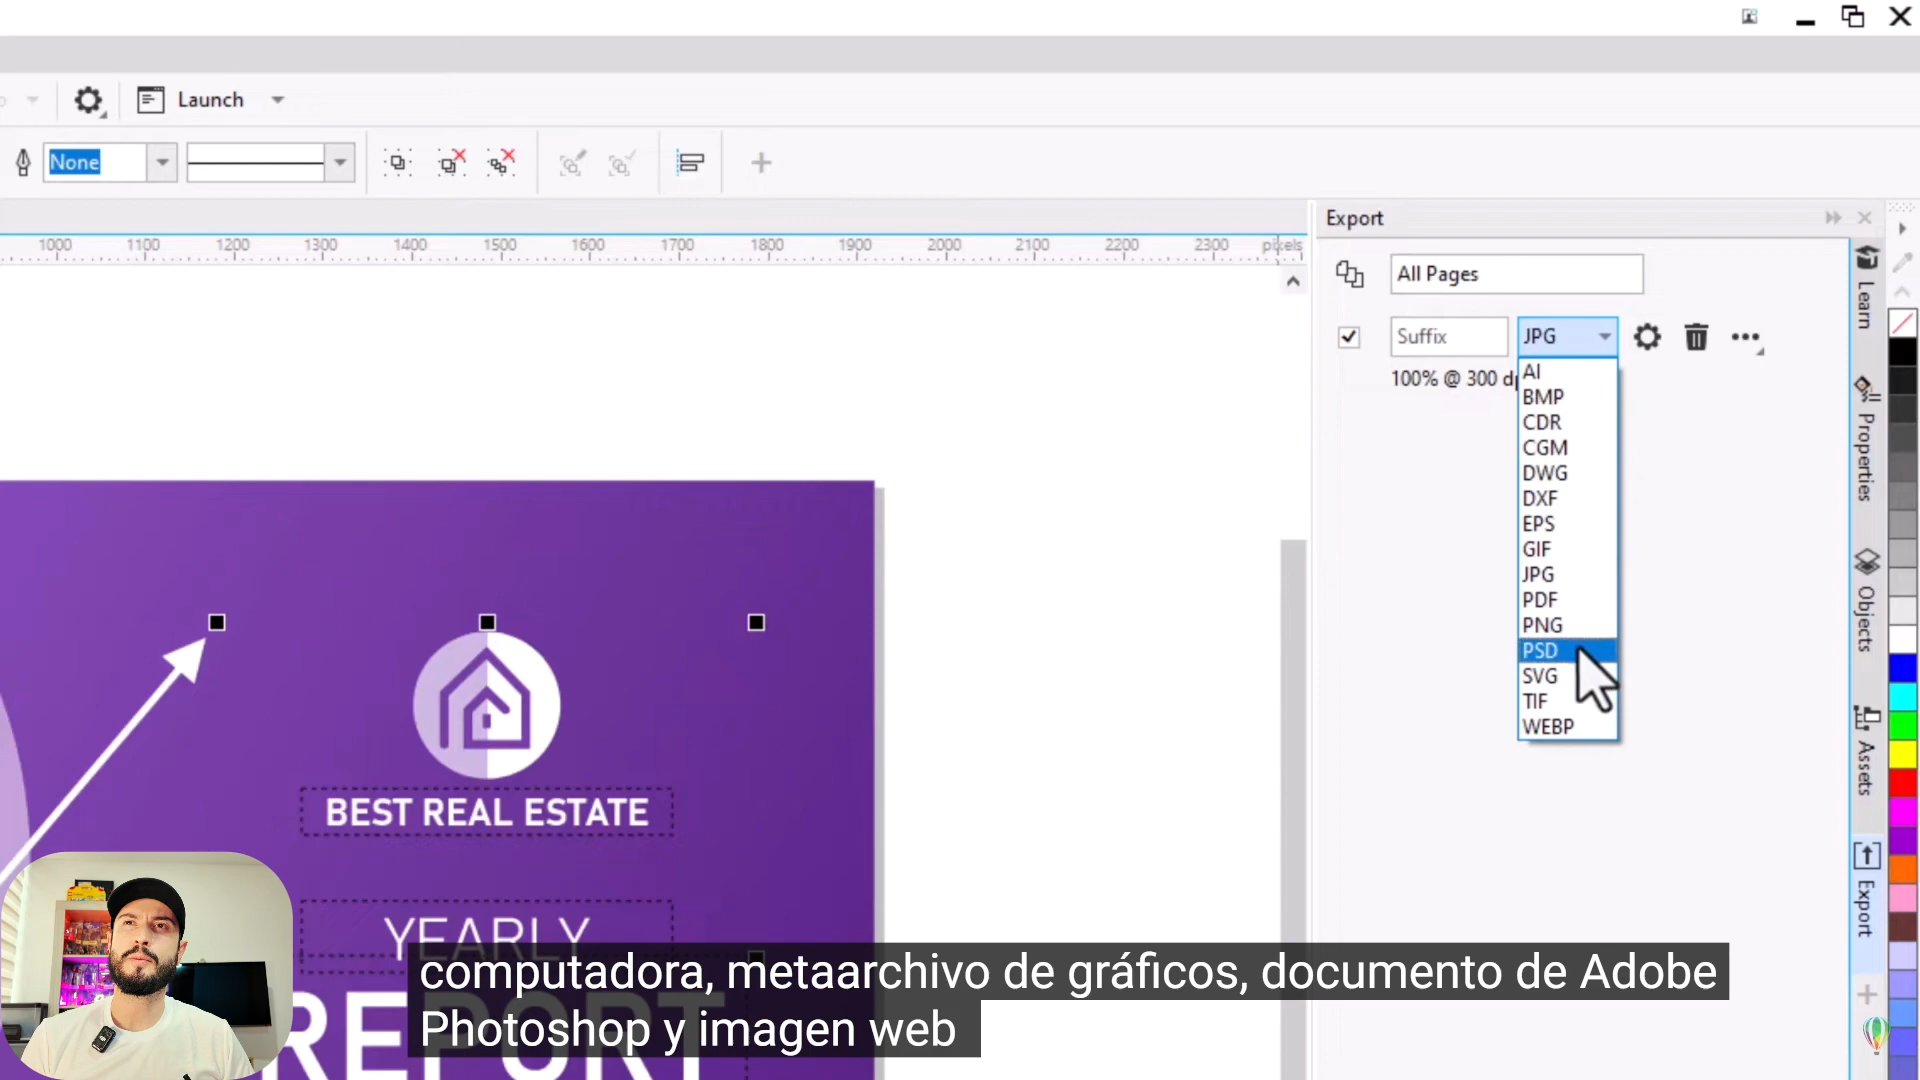 Launch
None
1000 1100 1200 1300 1400 1500 1600 1700 1800 1900 2000 2100 2200 2300 pixels
Export
All Pages
Suffix
JPG
100% @ 300
AI
BMP
CDR
CGM
DWG
DXF
EPS
GIF
JPG
PDF
PNG
PSD
SVG
TIF
WEBP
Learn
Properties
Objects
Assets
Export
BEST REAL ESTATE
YEARLY
REPORT
computadora, metaarchivo de gráficos, documento de Adobe
Photoshop y imagen web